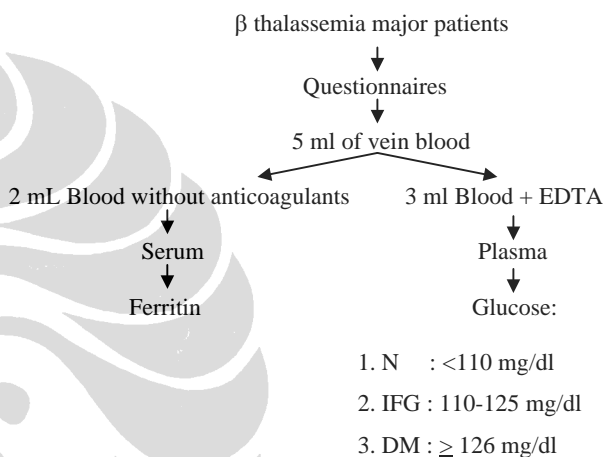 β thalassemia major patients
Questionnaires
5 ml of vein blood
2 mL Blood without anticoagulants
3 ml Blood + EDTA
Serum
Plasma
Ferritin
Glucose:
1. N : <110 mg/dl
2. IFG : 110-125 mg/dl
3. DM : ≥ 126 mg/dl